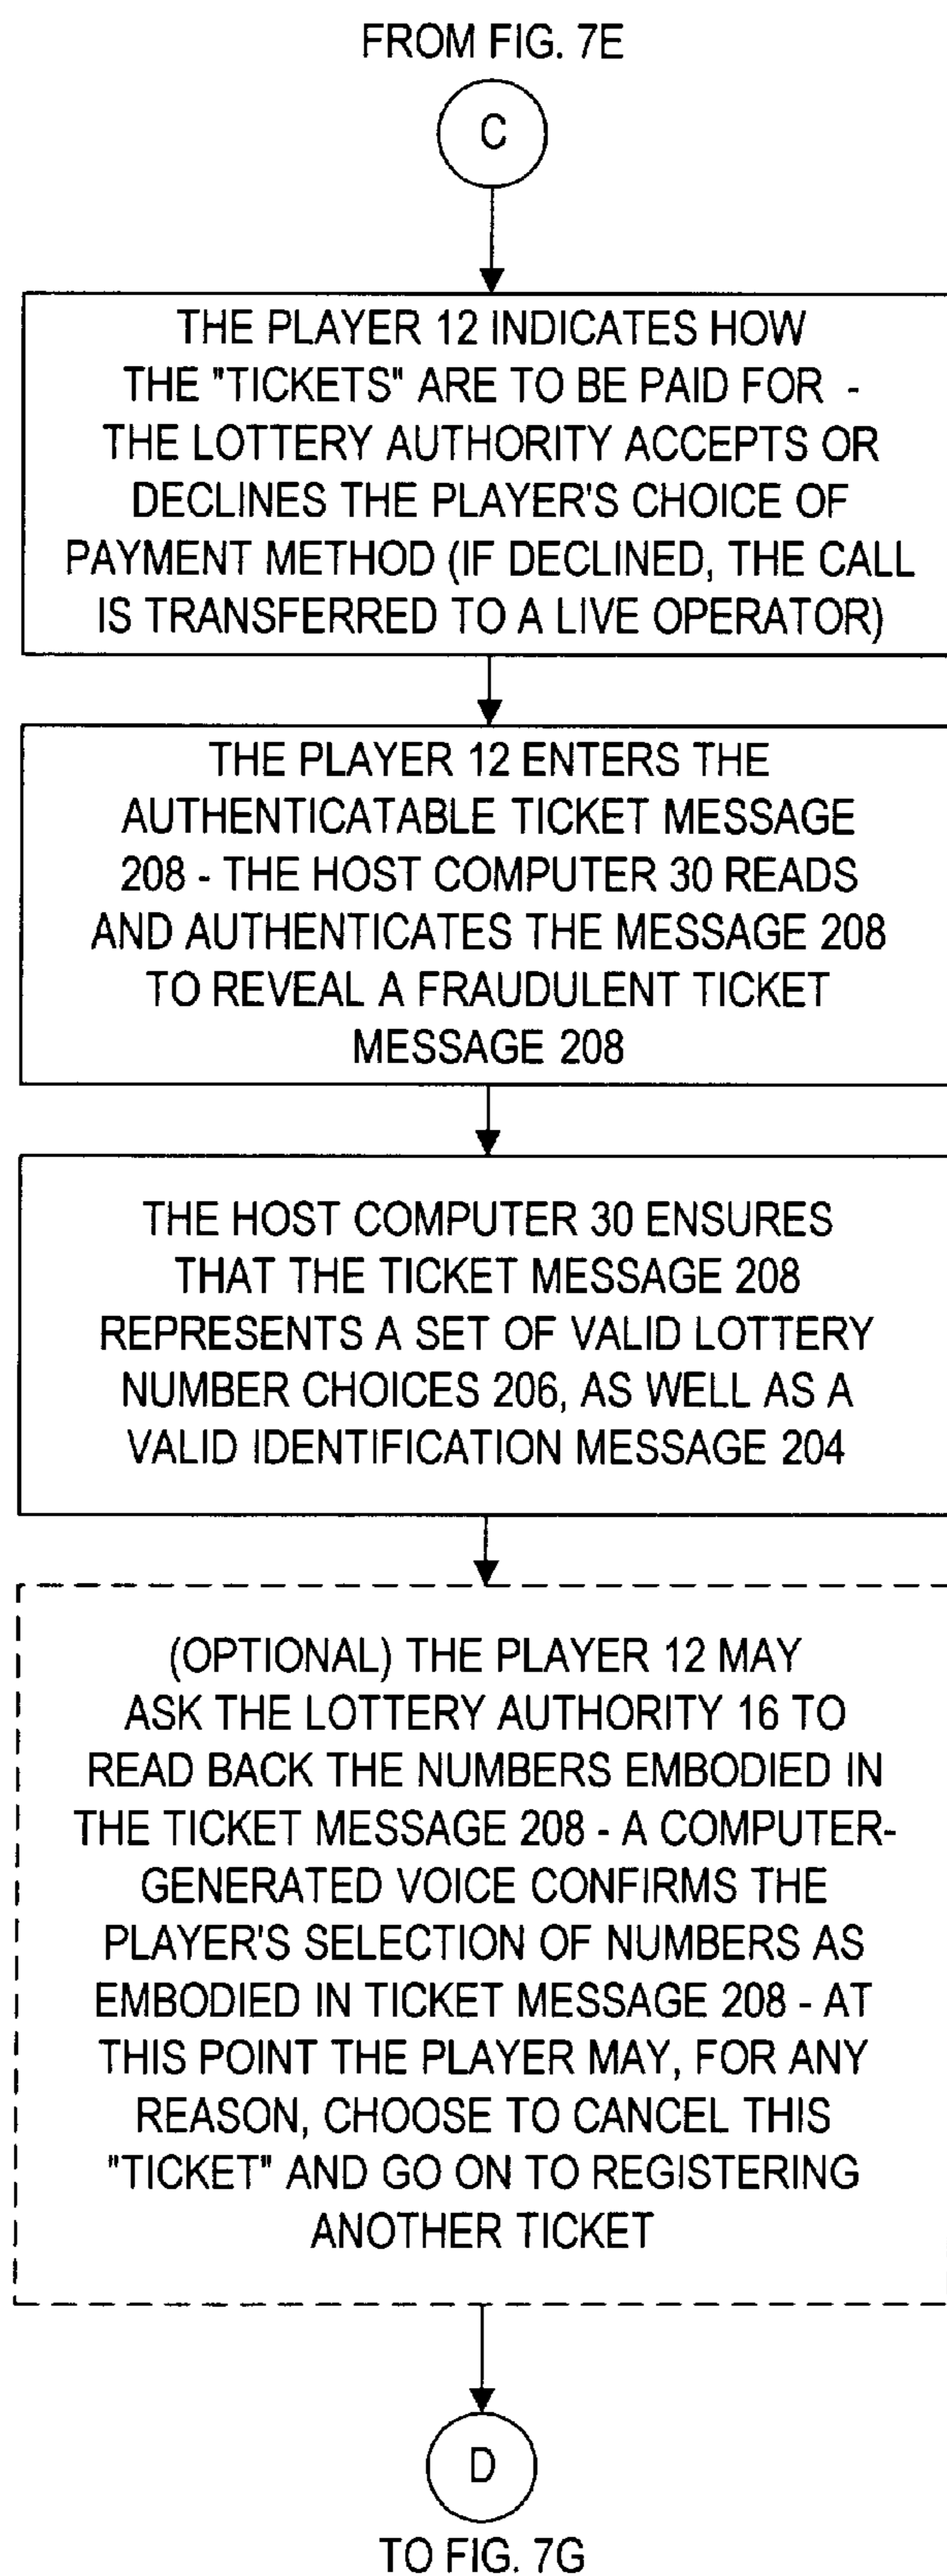 FROM FIG. 7E
C
THE PLAYER 12 INDICATES HOW
THE "TICKETS" ARE TO BE PAID FOR -
THE LOTTERY AUTHORITY ACCEPTS OR
DECLINES THE PLAYER'S CHOICE OF
PAYMENT METHOD (IF DECLINED, THE CALL
IS TRANSFERRED TO A LIVE OPERATOR)
THE PLAYER 12 ENTERS THE
AUTHENTICATABLE TICKET MESSAGE
208 - THE HOST COMPUTER 30 READS
AND AUTHENTICATES THE MESSAGE 208
TO REVEAL A FRAUDULENT TICKET
MESSAGE 208
THE HOST COMPUTER 30 ENSURES
THAT THE TICKET MESSAGE 208
REPRESENTS A SET OF VALID LOTTERY
NUMBER CHOICES 206, AS WELL AS A
VALID IDENTIFICATION MESSAGE 204
(OPTIONAL) THE PLAYER 12 MAY
ASK THE LOTTERY AUTHORITY 16 TO
READ BACK THE NUMBERS EMBODIED IN
THE TICKET MESSAGE 208 - A COMPUTER-
GENERATED VOICE CONFIRMS THE
PLAYER'S SELECTION OF NUMBERS AS
EMBODIED IN TICKET MESSAGE 208 - AT
THIS POINT THE PLAYER MAY, FOR ANY
REASON, CHOOSE TO CANCEL THIS
"TICKET" AND GO ON TO REGISTERING
ANOTHER TICKET
D
TO FIG. 7G